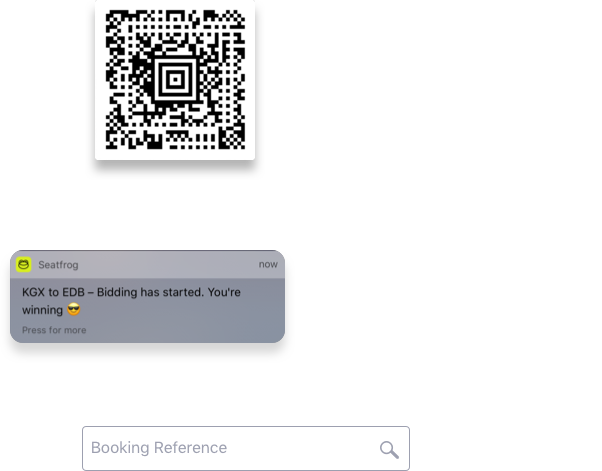 Seatfrog
now
KGX to EDB – Bidding has started. You're
winning 😎
Press for more
Booking Reference